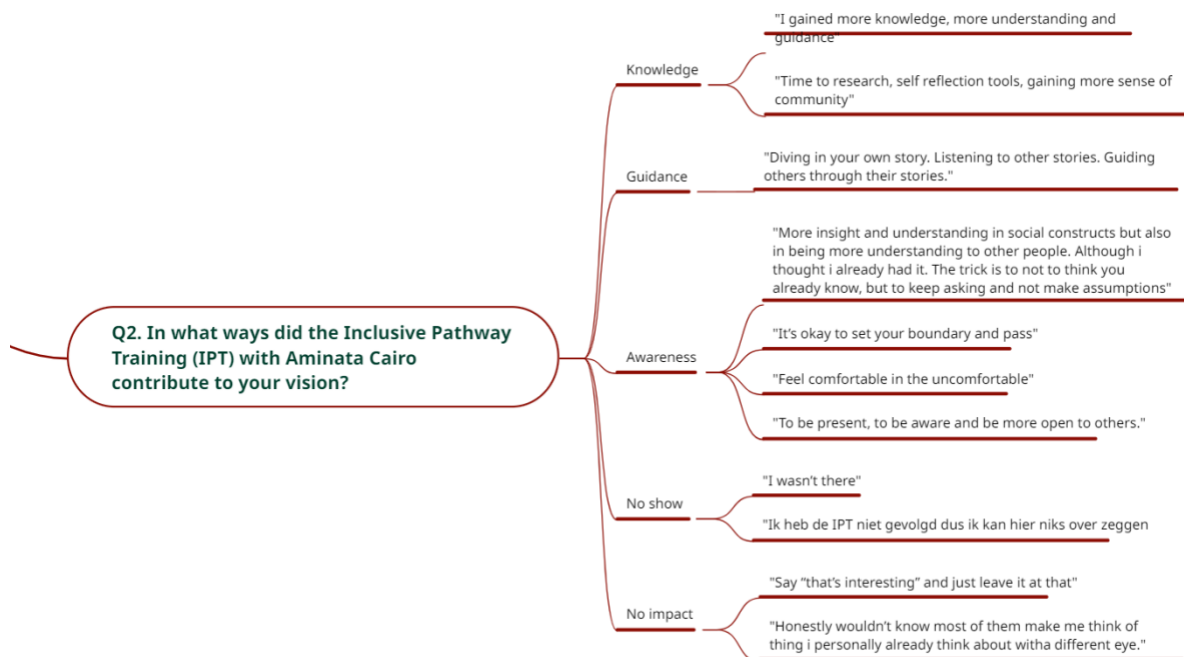 Q2. In what ways did the Inclusive Pathway
Training (IPT) with Aminata Cairo
contribute to your vision?
Knowledge
"I gained more knowledge, more understanding and
guidance"
"Time to research, self reflection tools, gaining more sense of
community"
Guidance
"Diving in your own story. Listening to other stories. Guiding
others through their stories."
Awareness
"More insight and understanding in social constructs but also
in being more understanding to other people. Although i
thought i already had it. The trick is to not to think you
already know, but to keep asking and not make assumptions"
"It's okay to set your boundary and pass"
"Feel comfortable in the uncomfortable"
"To be present, to be aware and be more open to others."
No show
"I wasn't there"
"Ik heb de IPT niet gevolgd dus ik kan hier niks over zeggen
No impact
"Say “that's interesting” and just leave it at that"
"Honestly wouldn't know most of them make me think of
thing i personally already think about witha different eye."